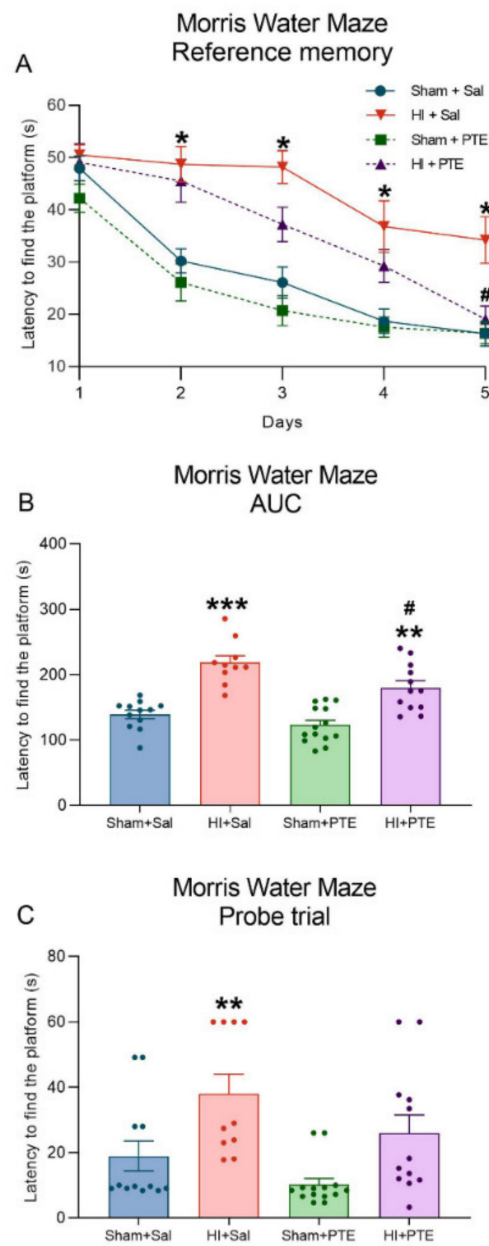 Morris Water Maze
Reference memory
A
Sham + Sal
HI + Sal
Sham + PTE
HI + PTE
Latency to find the platform (s)
60
50
40
30
20
10
* * * *
#
1 2 3 4 5
Days
Morris Water Maze
AUC
B
Latency to find the platform (s)
400
300
200
100
0
***
#
**
Sham+Sal HI+Sal Sham+PTE HI+PTE
Morris Water Maze
Probe trial
C
Latency to find the platform (s)
80
60
40
20
0
**
Sham+Sal HI+Sal Sham+PTE HI+PTE